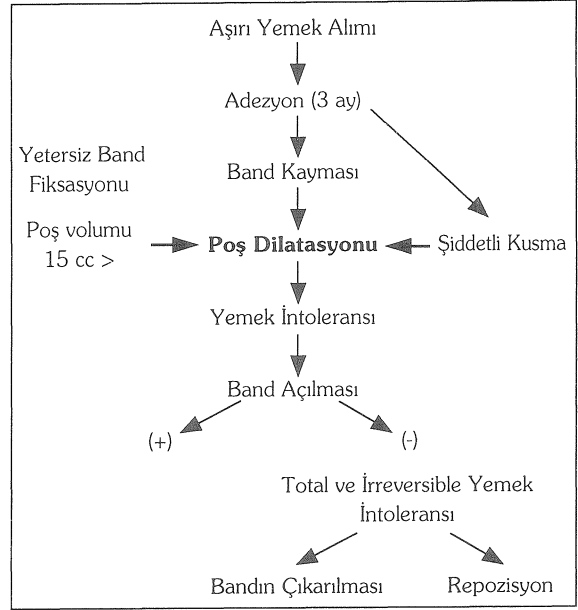 Aşırı Yemek Alımı
Adezyon (3 ay)
Yetersiz Band
Fiksasyonu
Band Kayması
Poş volumu
15 cc >
Poş Dilatasyonu
Şiddetli Kusma
Yemek İntoleransı
Band Açılması
(+)
(-)
Total ve İrreversible Yemek
İntoleransı
Bandın Çıkarılması
Repozisyon